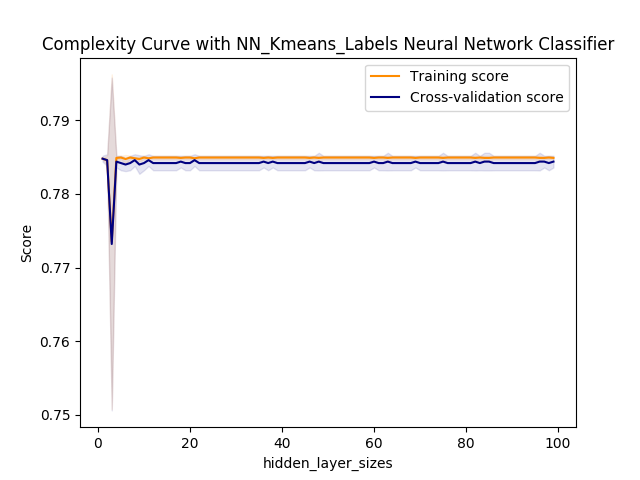 Complexity Curve with NN_Kmeans_Labels Neural Network Classifier
Training score
Cross-validation score
0.79
0.78
0.77
0.76
0.75
Score
0
20
40
60
80
100
hidden_layer_sizes